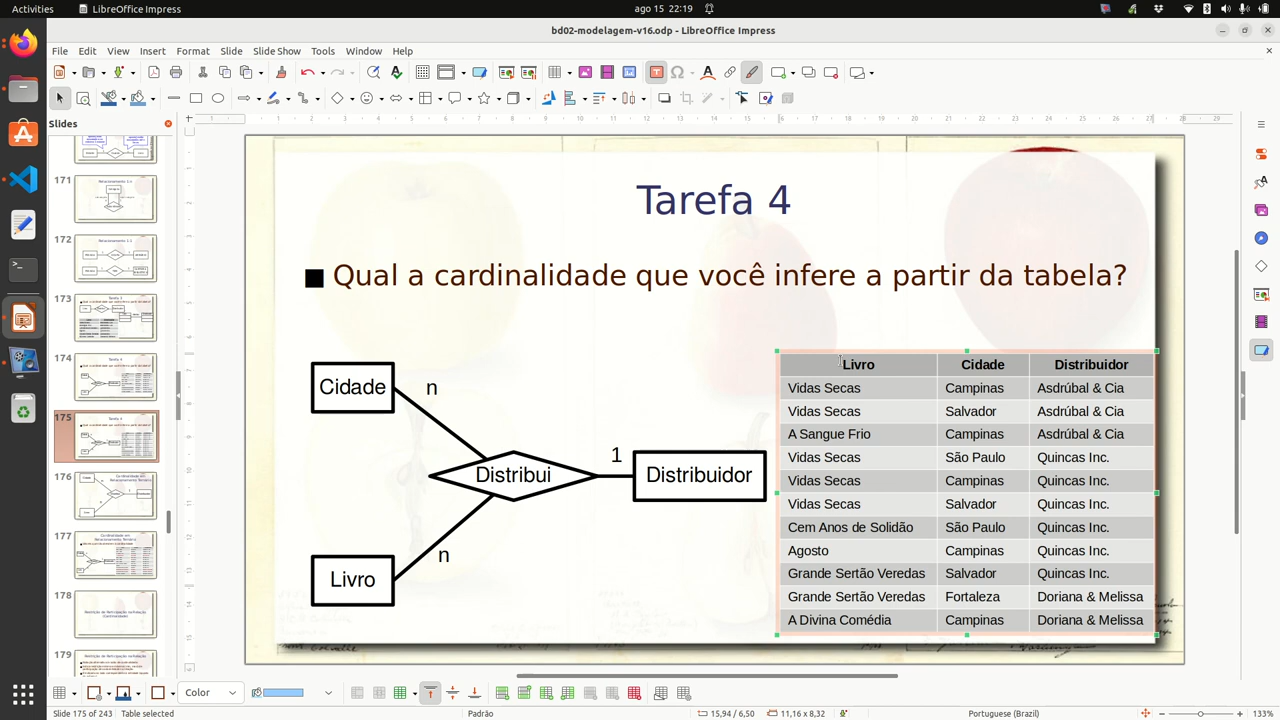 Activities
LibreOffice Impress
ago 15 22:19
bd02-modelagem-v16.odp - LibreOffice Impress
File Edit View Insert Format Slide Slide Show Tools Window Help
Slides
171
172
173
174
175
176
177
178
179
Tarefa 4
Qual a cardinalidade que você infere a partir da tabela?
Cidade
n
1
Distribui
Distribuidor
n
Livro
Livro Cidade Distribuidor
Vidas Secas Campinas Asdrúbal & Cia
Vidas Secas Salvador Asdrúbal & Cia
A Sangue Frio Campinas Asdrúbal & Cia
Vidas Secas São Paulo Quincas Inc.
Vidas Secas Campinas Quincas Inc.
Vidas Secas Salvador Quincas Inc.
Cem Anos de Solidão São Paulo Quincas Inc.
Agosto Campinas Quincas Inc.
Grande Sertão Veredas Salvador Quincas Inc.
Grande Sertão Veredas Fortaleza Doriana & Melissa
A Divina Comédia Campinas Doriana & Melissa
Color
Slide 175 of 243 Table selected Padrão 15,94 / 6,50 11,16 x 8,32 Portuguese (Brazil) 133%